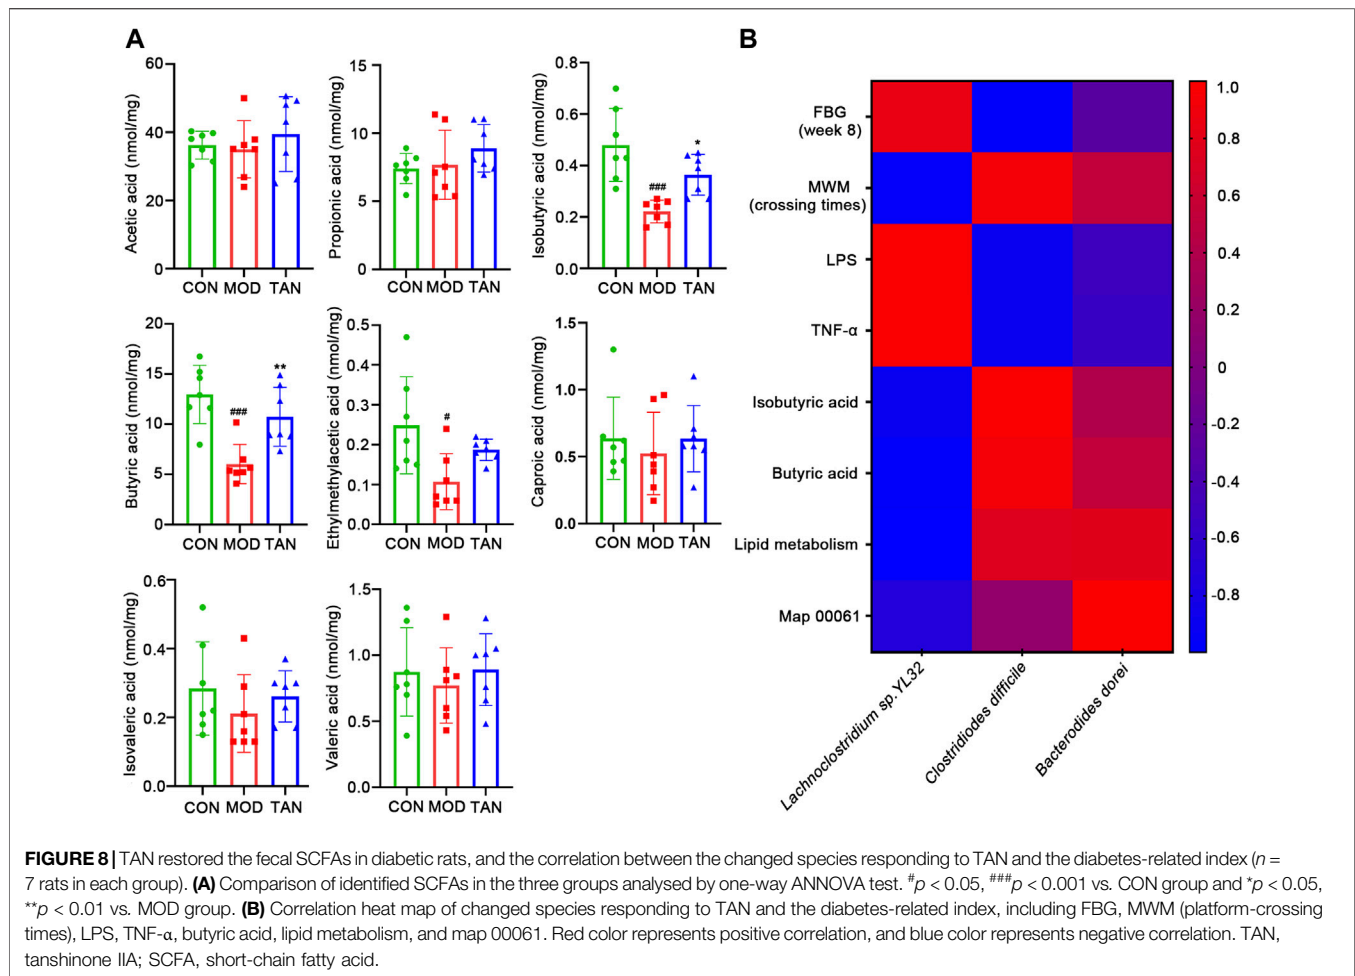 A
Acetic acid (nmol/mg)
60
40
20
0
CON MOD TAN
Propionic acid (nmol/mg)
15
10
5
0
CON MOD TAN
Isobutyric acid (nmol/mg)
0.8
0.6
0.4
0.2
0.0
###
*
CON MOD TAN
Butyric acid (nmol/mg)
20
15
10
5
0
###
**
CON MOD TAN
Ethylmethylacetic acid (nmol/mg)
0.5
0.4
0.3
0.2
0.1
0.0
#
CON MOD TAN
Caproic acid (nmol/mg)
1.5
1.0
0.5
0.0
CON MOD TAN
Isovaleric acid (nmol/mg)
0.6
0.4
0.2
0.0
CON MOD TAN
Valeric acid (nmol/mg)
1.5
1.0
0.5
0.0
CON MOD TAN
B
FBG
(week 8)
MWM
(crossing times)
LPS
TNF-α
Isobutyric acid
Butyric acid
Lipid metabolism
Map 00061
Lachnoclostridium sp.YL32
Clostridiodes difficile
Bacterodides dorei
1.0
0.8
0.6
0.4
0.2
0
-0.2
-0.4
-0.6
-0.8
FIGURE 8 | TAN restored the fecal SCFAs in diabetic rats, and the correlation between the changed species responding to TAN and the diabetes-related index (n =
7 rats in each group). (A) Comparison of identified SCFAs in the three groups analysed by one-way ANNOVA test. #p < 0.05, ###p < 0.001 vs. CON group and *p < 0.05,
**p < 0.01 vs. MOD group. (B) Correlation heat map of changed species responding to TAN and the diabetes-related index, including FBG, MWM (platform-crossing
times), LPS, TNF-α, butyric acid, lipid metabolism, and map 00061. Red color represents positive correlation, and blue color represents negative correlation. TAN,
tanshinone IIA; SCFA, short-chain fatty acid.